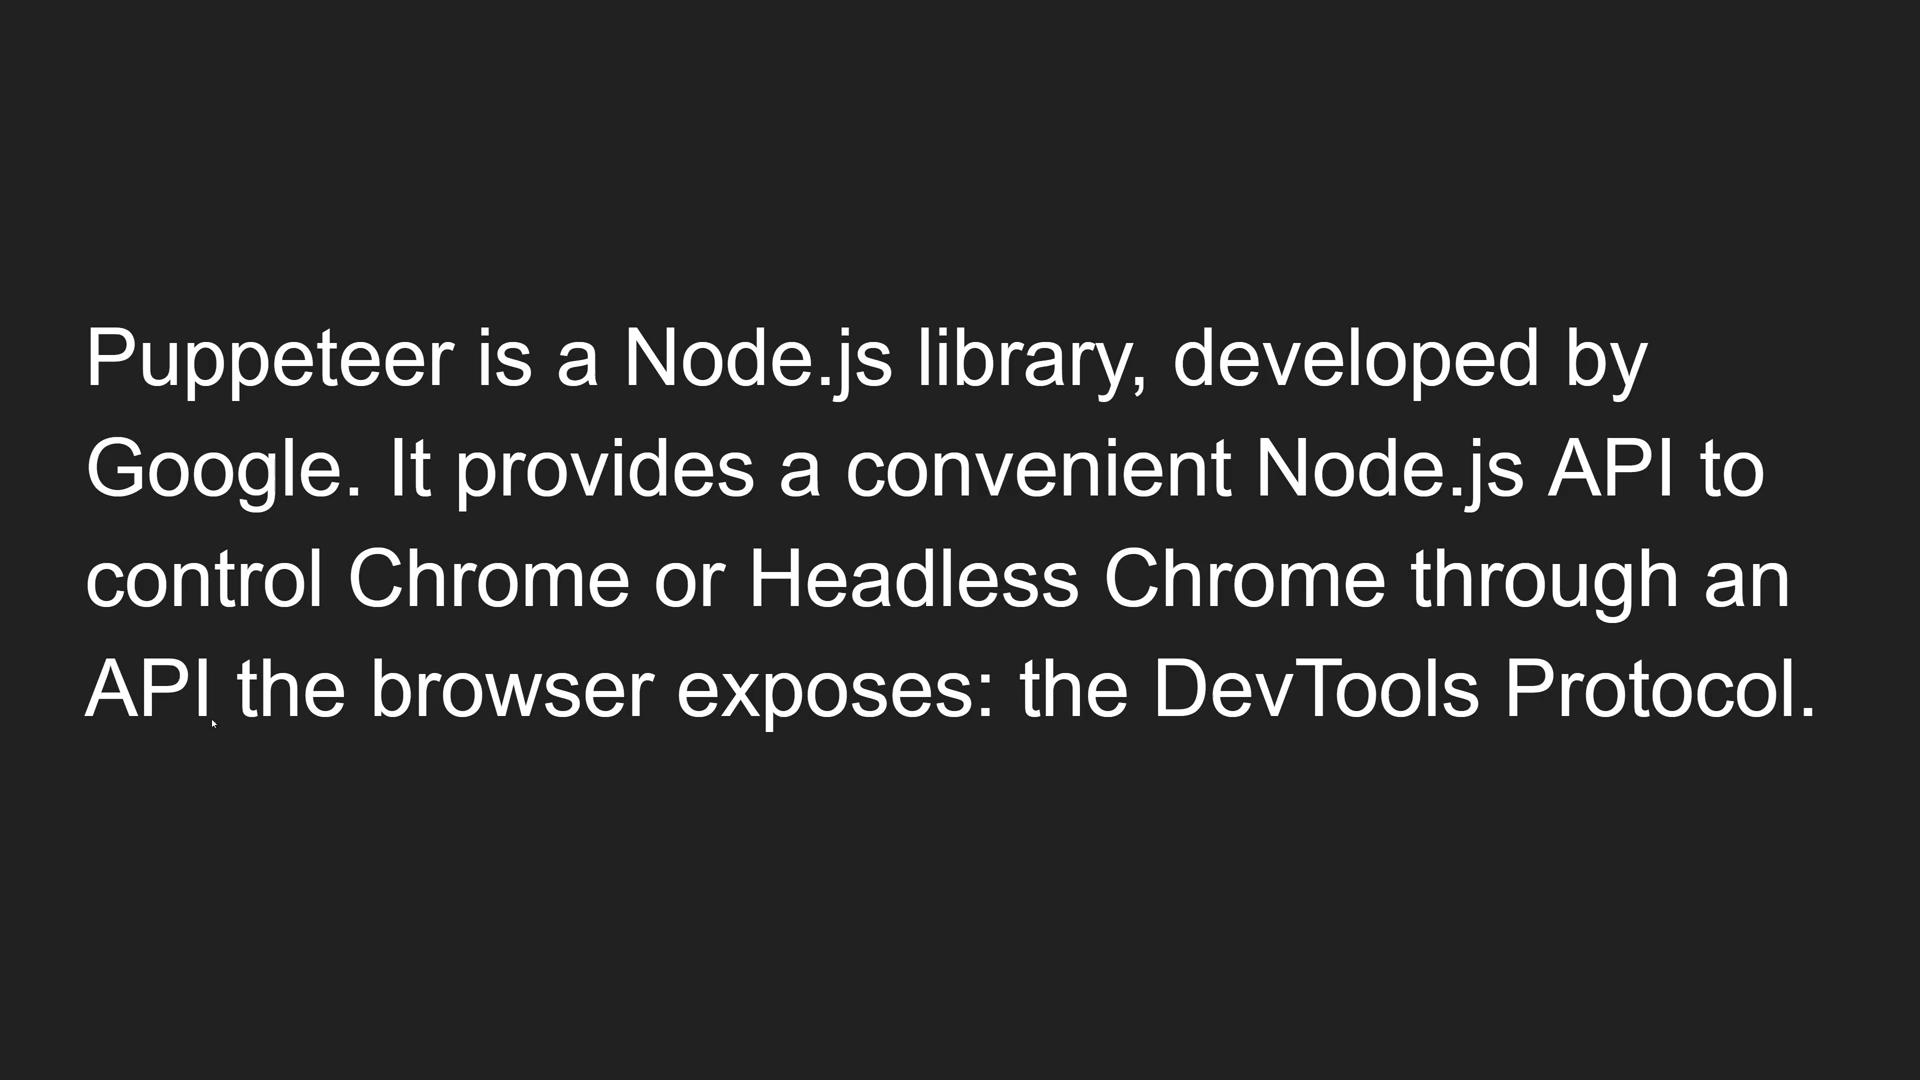 Puppeteer is a Node.js library, developed by
Google. It provides a convenient Node.js API to
control Chrome or Headless Chrome through an
API the browser exposes: the DevTools Protocol.